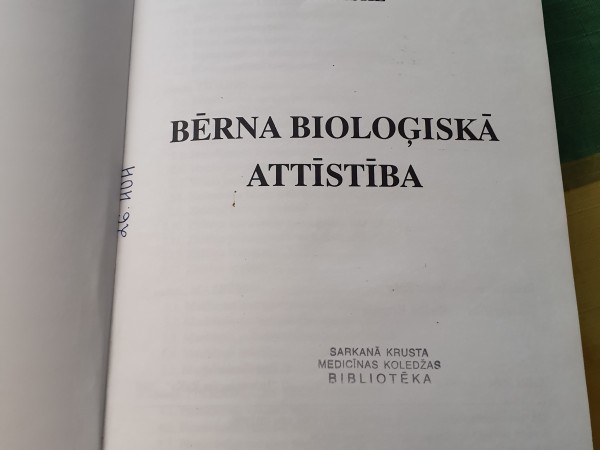 BĒRNA BIOLOĢISKĀ
ATTĪSTĪBA
SARKANĀ KRUSTA
MEDICĪNAS KOLEDŽAS
BIBLIOTĒKA